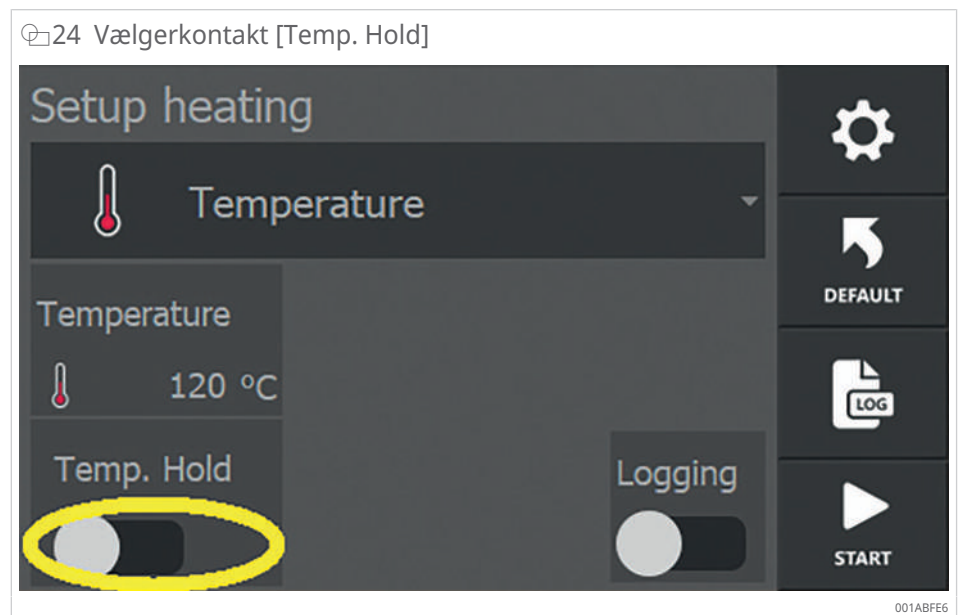 24 Vælgerkontakt [Temp. Hold]
Setup heating
Temperature
DEFAULT
Temperature
120 °C
LOG
Temp. Hold
Logging
START
001ABFE6